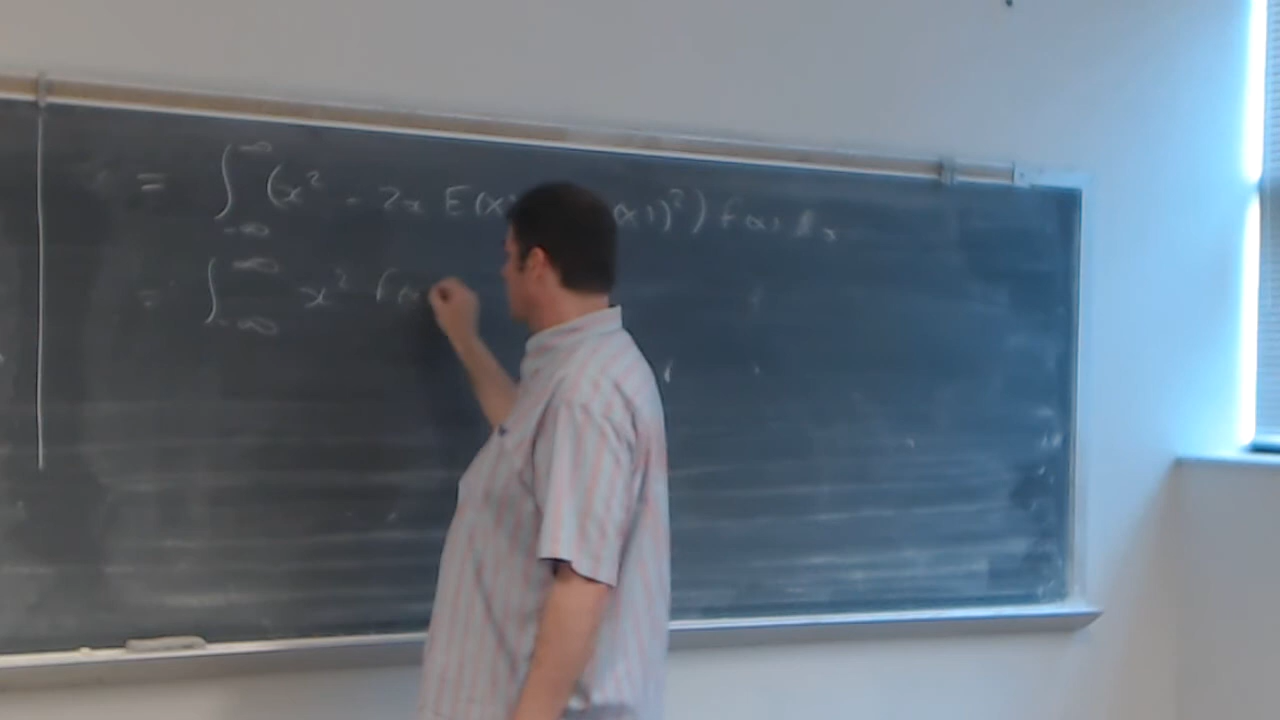 = ∫_{-∞}^{∞} (x² - 2x E(X (x))²) f(x) dx
= ∫_{-∞}^{∞} x² f(x